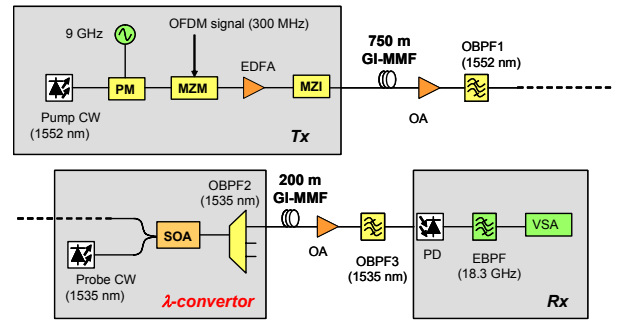 OFDM signal (300 MHz)
9 GHz
750 m
GI-MMF
OBPF1
(1552 nm)
EDFA
PM
MZM
MZI
Pump CW
(1552 nm)
Tx
OA
OBPF2
(1535 nm)
200 m
GI-MMF
SOA
VSA
Probe CW
(1535 nm)
λ-convertor
OA
OBPF3
(1535 nm)
PD
EBPF
(18.3 GHz)
Rx